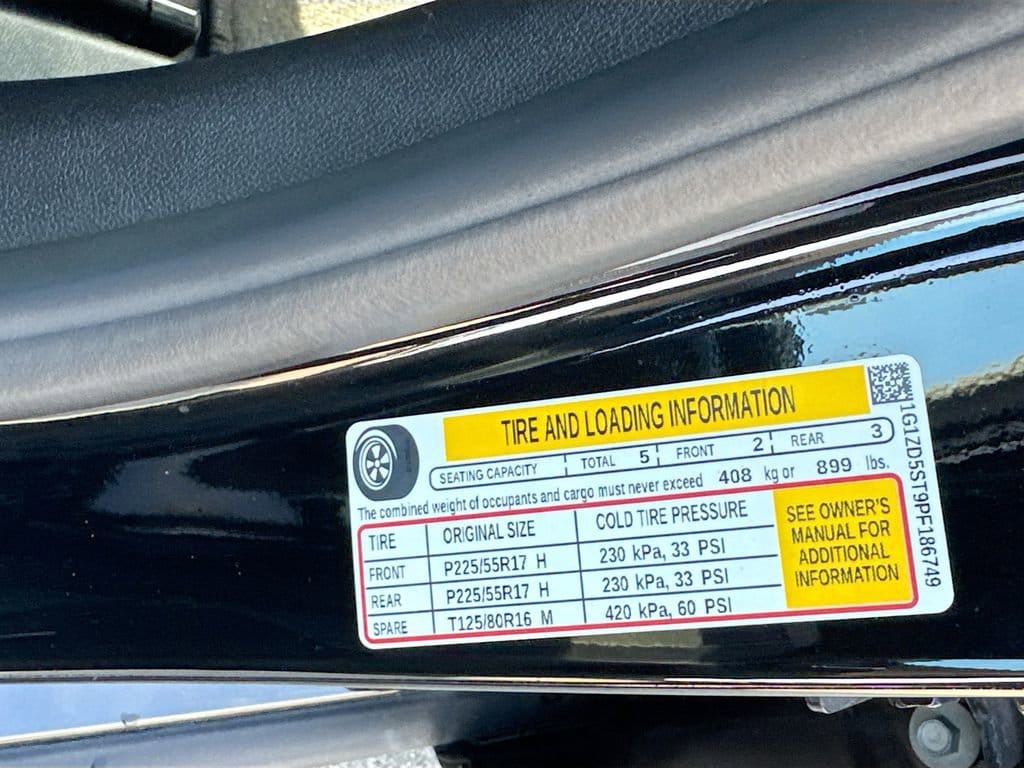 TIRE AND LOADING INFORMATION
SEATING CAPACITY TOTAL 5 FRONT 2 REAR 3
The combined weight of occupants and cargo must never exceed 408 kg or 899 lbs.
TIRE ORIGINAL SIZE COLD TIRE PRESSURE
FRONT P225/55R17 H 230 kPa, 33 PSI
REAR P225/55R17 H 230 kPa, 33 PSI
SPARE T125/80R16 M 420 kPa, 60 PSI
SEE OWNER'S
MANUAL FOR
ADDITIONAL
INFORMATION
1G1ZD5ST9PF186749